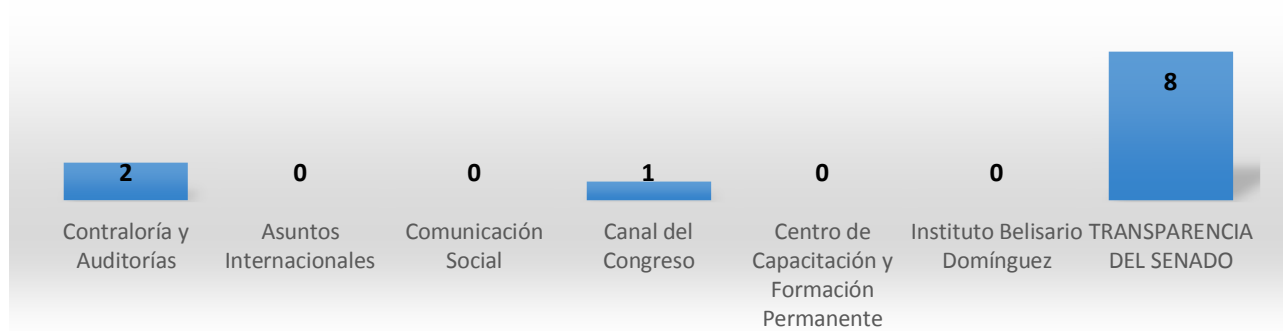 8
2
0
0
1
0
0
Contraloría y
Auditorías
Asuntos
Internacionales
Comunicación
Social
Canal del
Congreso
Centro de
Capacitación y
Formación
Permanente
Instituto Belisario
Domínguez
TRANSPARENCIA
DEL SENADO